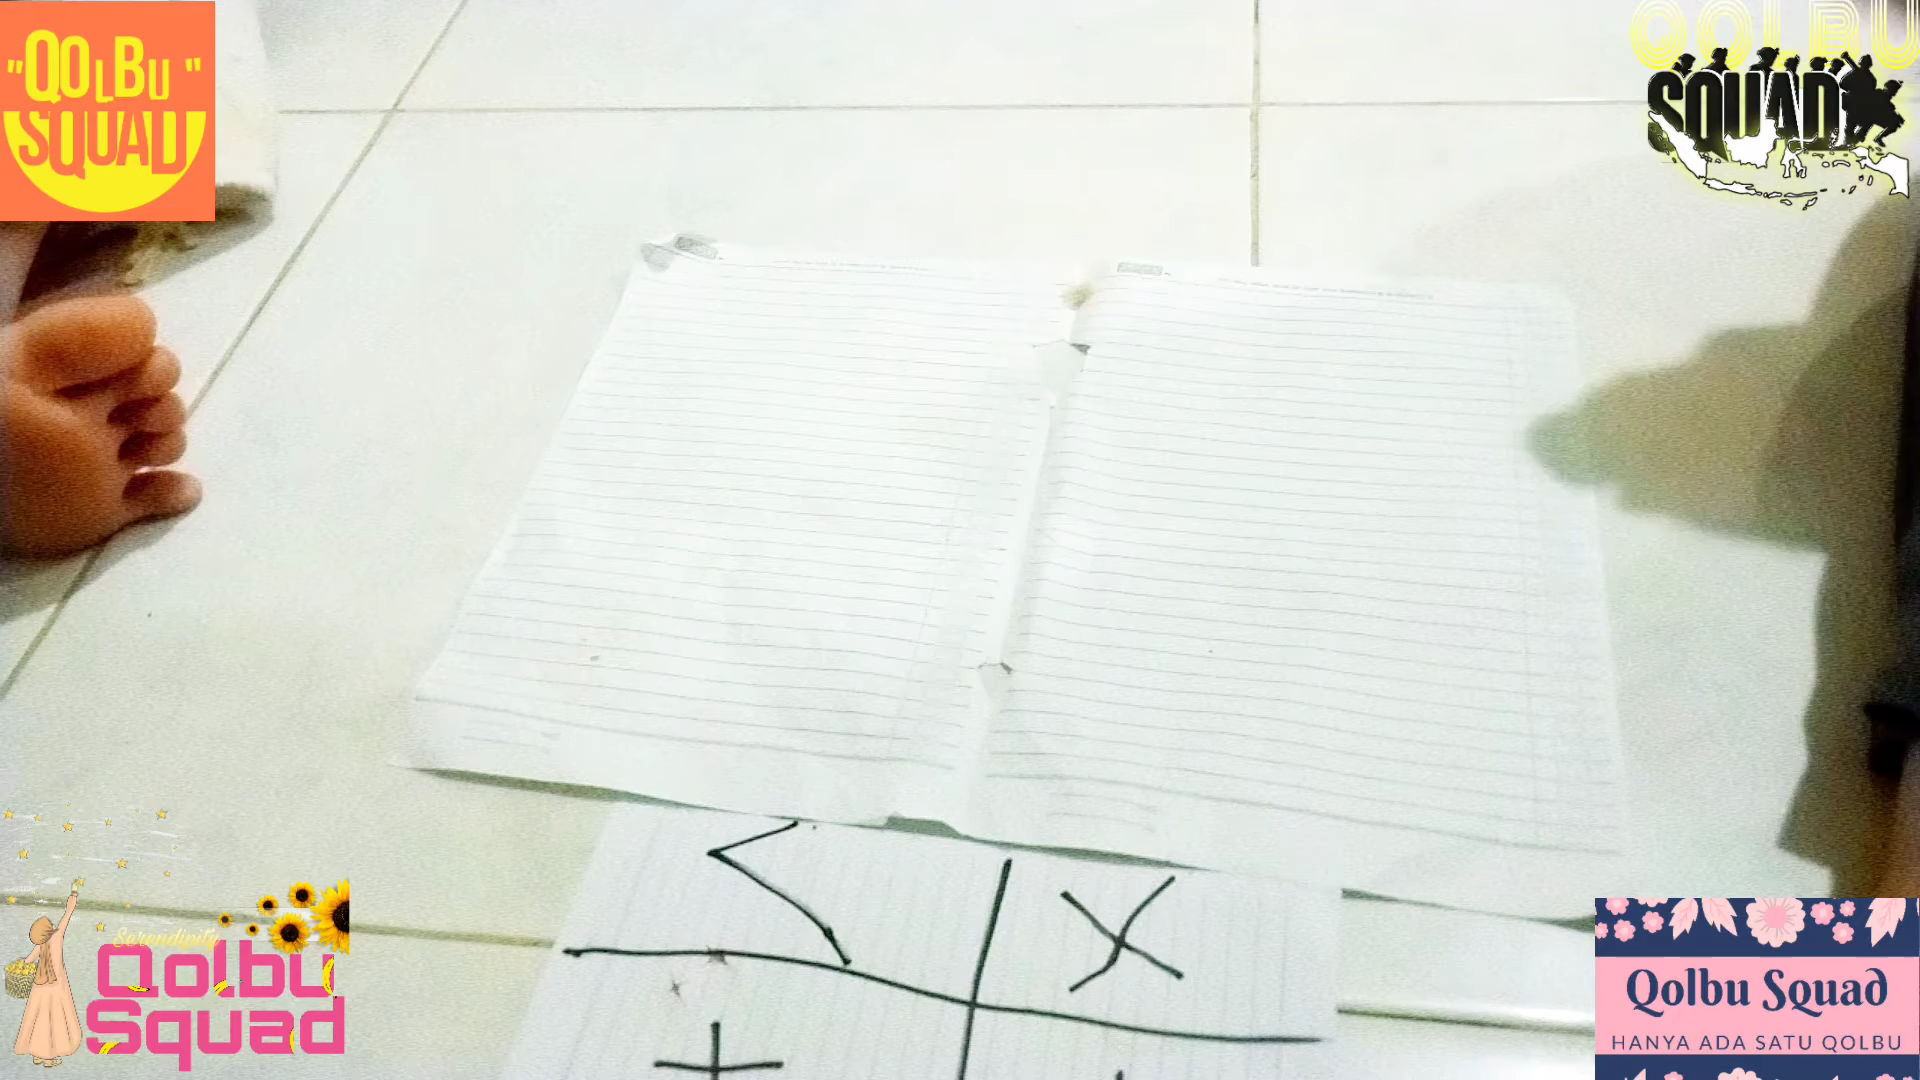 "QOLBU"
SQUAD
QOLBU
SQUAD
<
X
+
Serendipity
Qolbu
Squad
Qolbu Squad
HANYA ADA SATU QOLBU